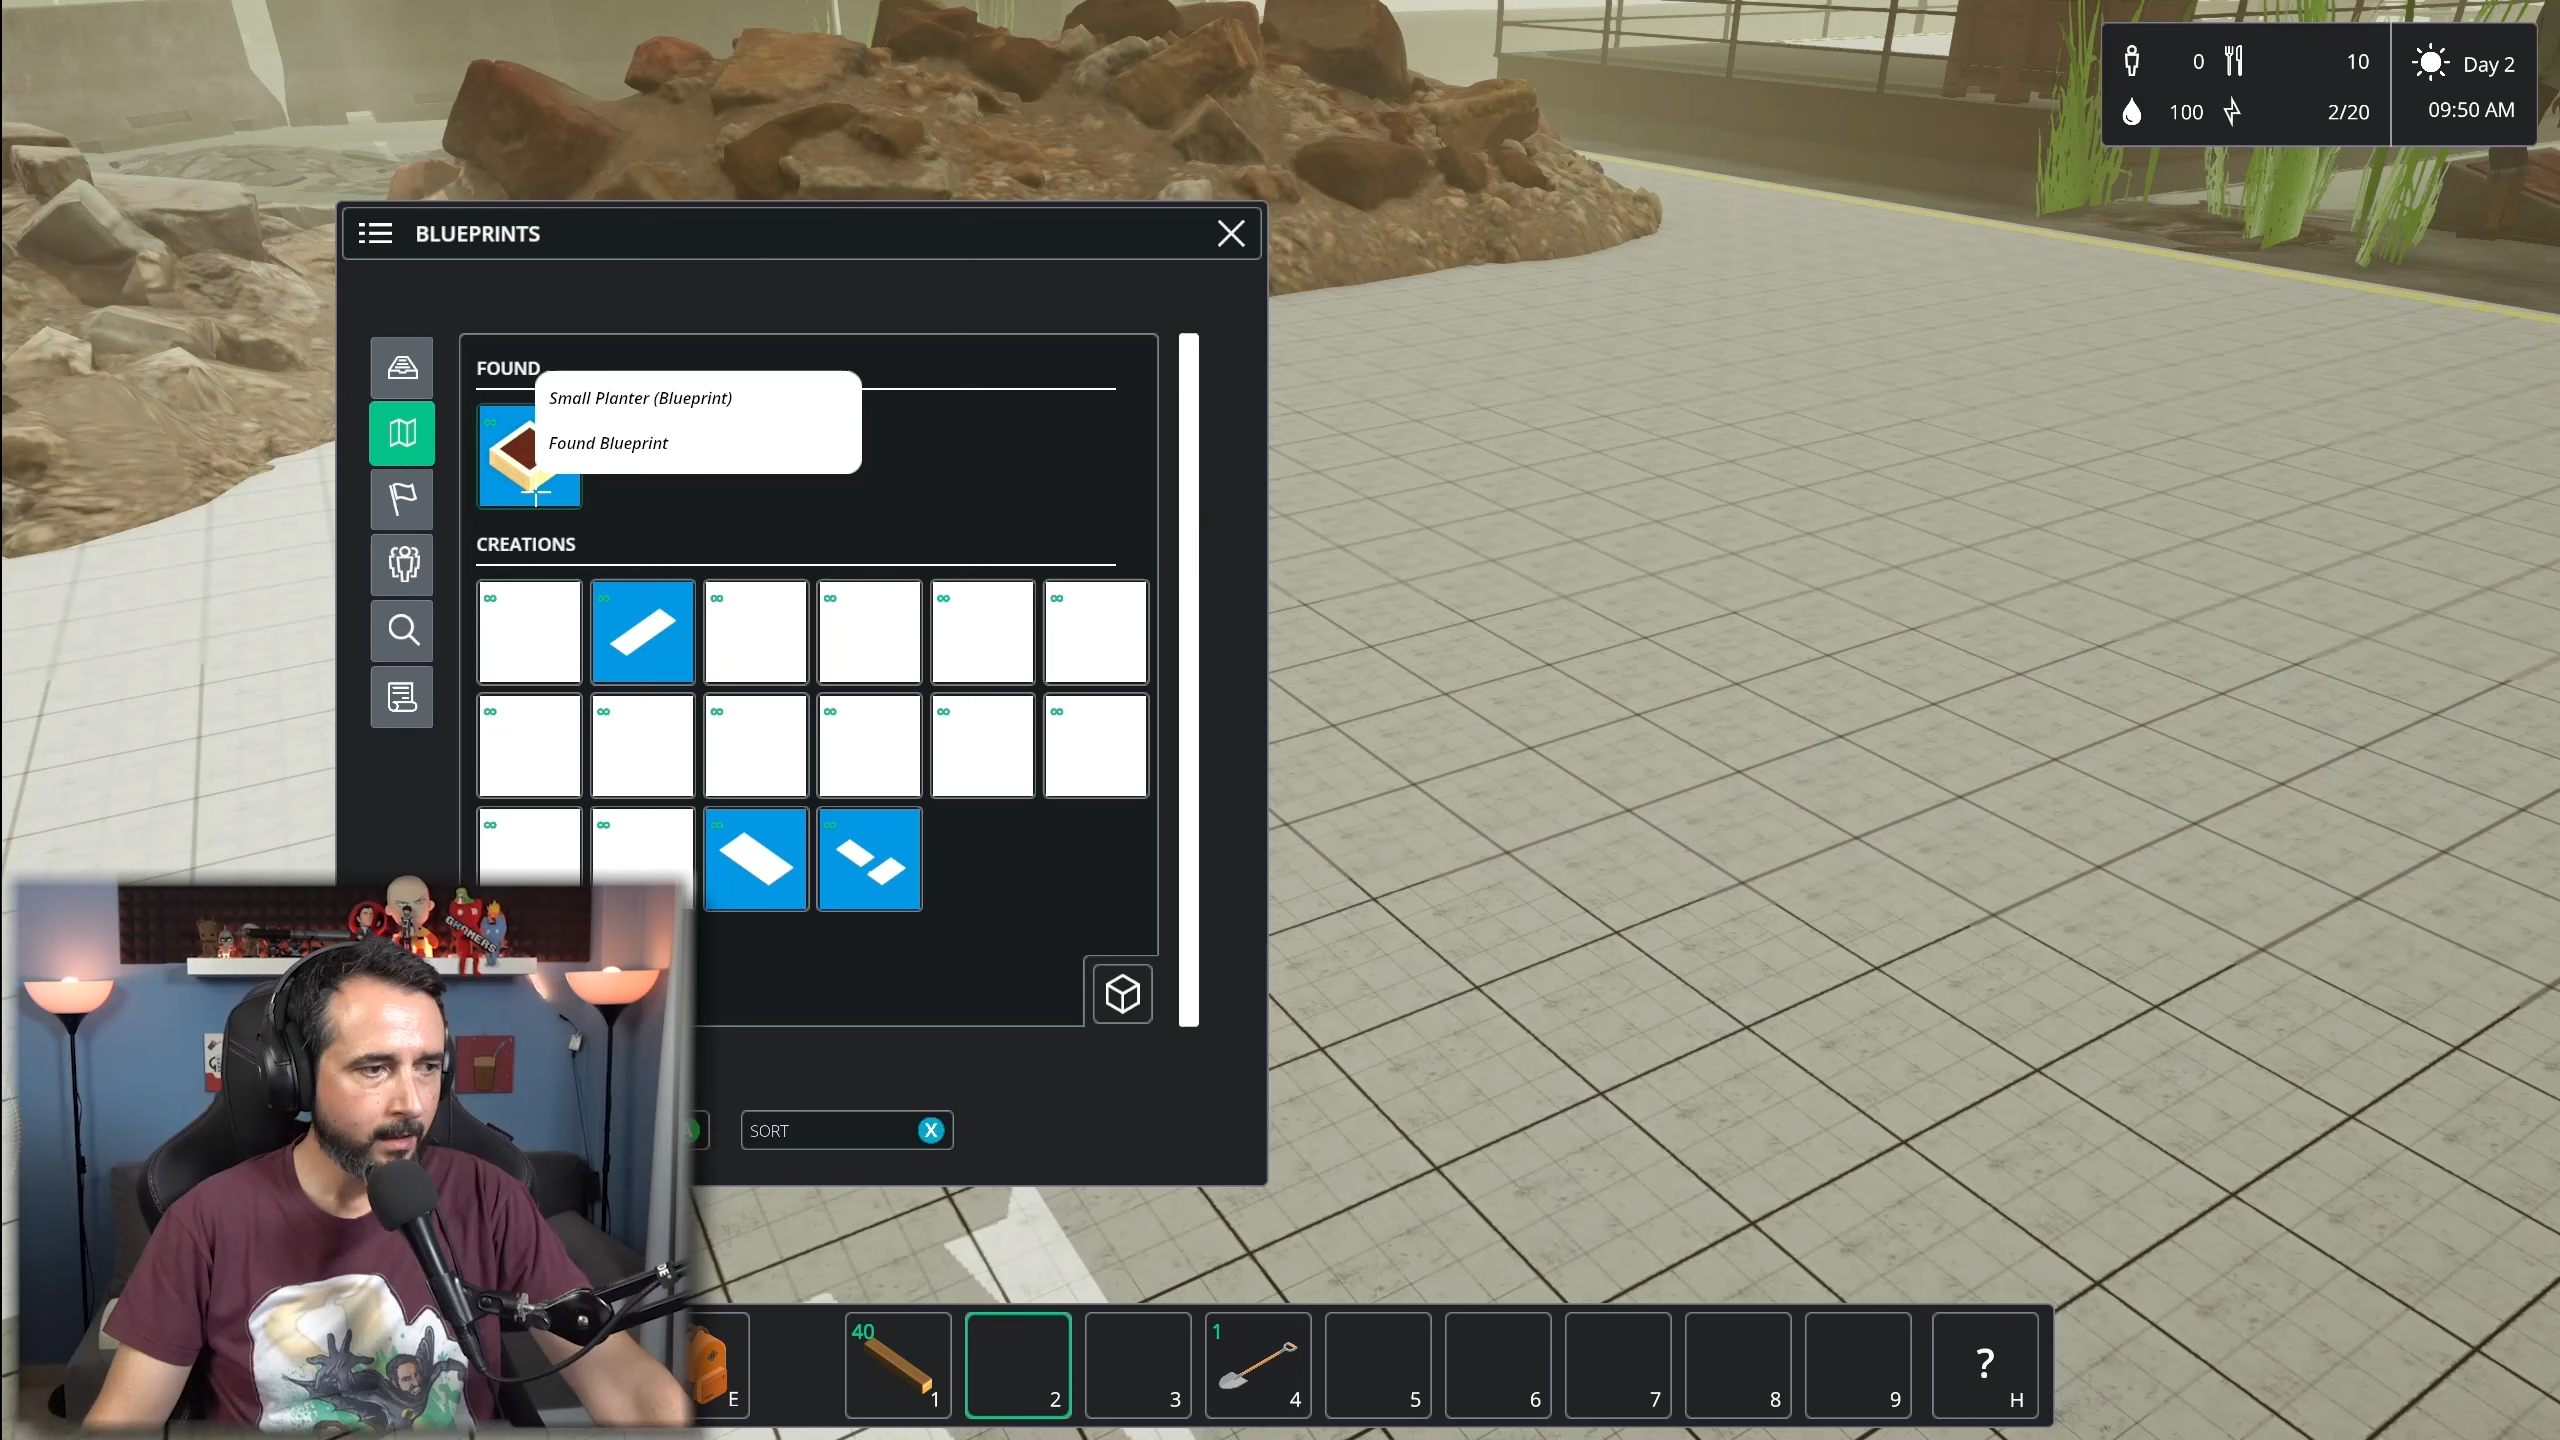 0
10
Day 2
100
2/20
09:50 AM
BLUEPRINTS
X
FOUND
Small Planter (Blueprint)
Found Blueprint
CREATIONS
GROMERS
SORT
X
E
40
1
2
3
1
4
5
6
7
8
9
?
H